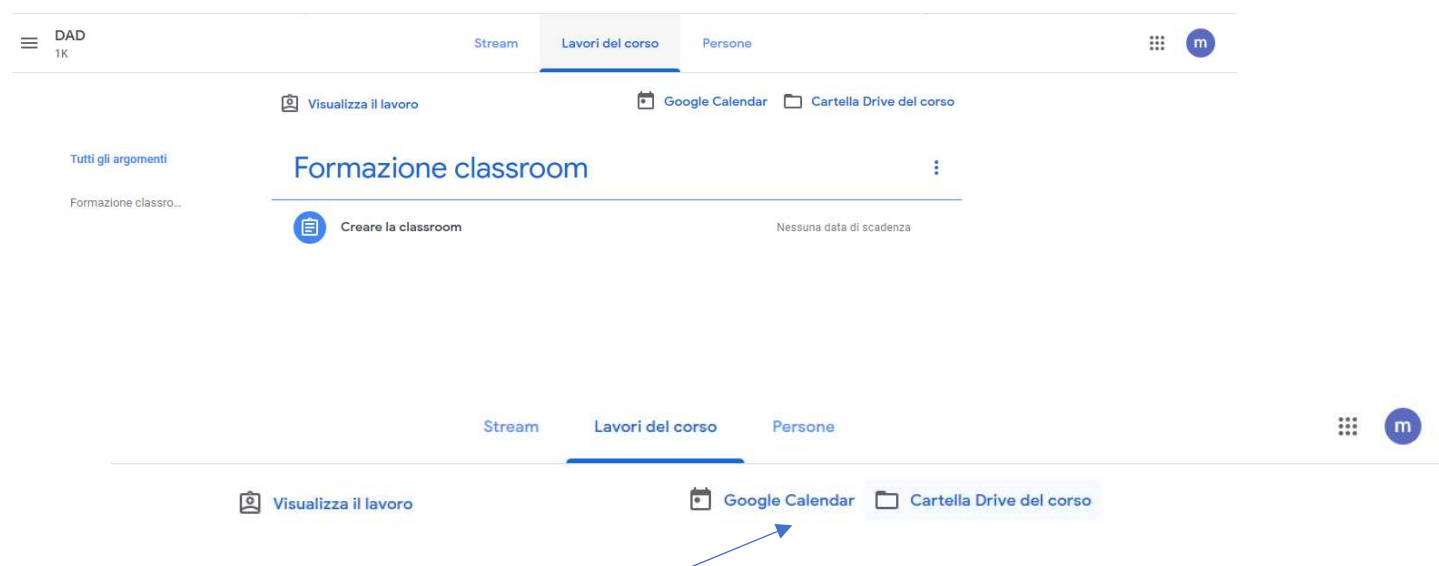 DAD
1K
Stream Lavori del corso Persone
m
Visualizza il lavoro Google Calendar Cartella Drive del corso
Tutti gli argomenti
Formazione classro...
Formazione classroom
Creare la classroom Nessuna data di scadenza
Stream Lavori del corso Persone
m
Visualizza il lavoro Google Calendar Cartella Drive del corso